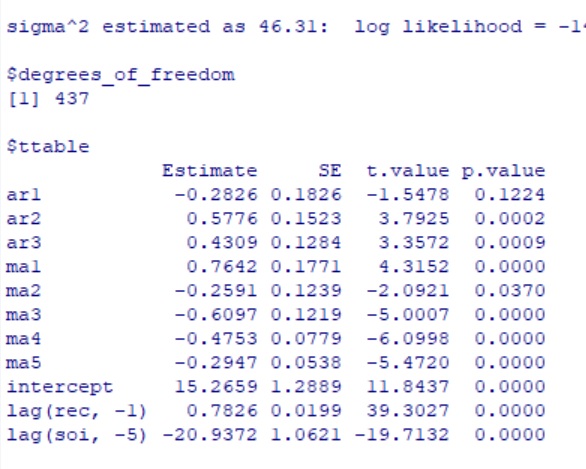 sigma^2 estimated as 46.31:  log likelihood = -14
$degrees_of_freedom
[1] 437
$ttable
Estimate SE t.value p.value
ar1 -0.2826 0.1826 -1.5478 0.1224
ar2 0.5776 0.1523 3.7925 0.0002
ar3 0.4309 0.1284 3.3572 0.0009
ma1 0.7642 0.1771 4.3152 0.0000
ma2 -0.2591 0.1239 -2.0921 0.0370
ma3 -0.6097 0.1219 -5.0007 0.0000
ma4 -0.4753 0.0779 -6.0998 0.0000
ma5 -0.2947 0.0538 -5.4720 0.0000
intercept 15.2659 1.2889 11.8437 0.0000
lag(rec, -1) 0.7826 0.0199 39.3027 0.0000
lag(soi, -5) -20.9372 1.0621 -19.7132 0.0000